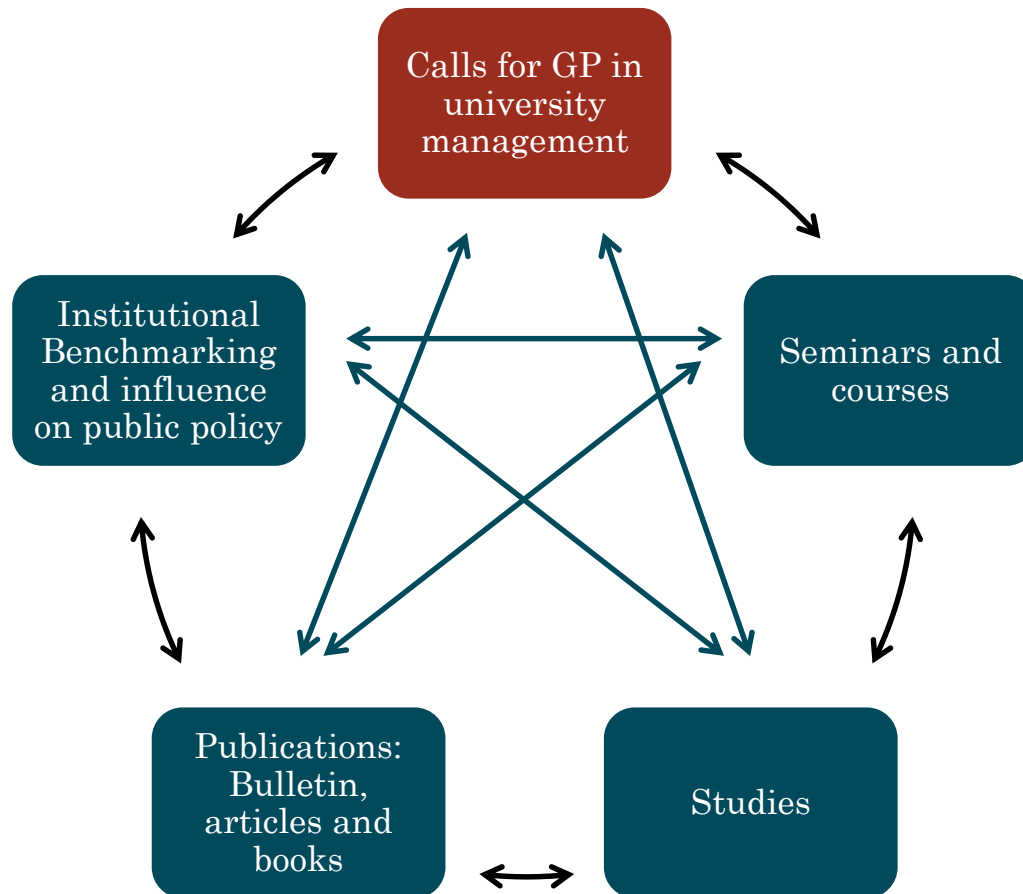 Calls for GP in
university
management
Institutional
Benchmarking
and influence
on public policy
Seminars and
courses
Publications:
Bulletin,
articles and
books
Studies